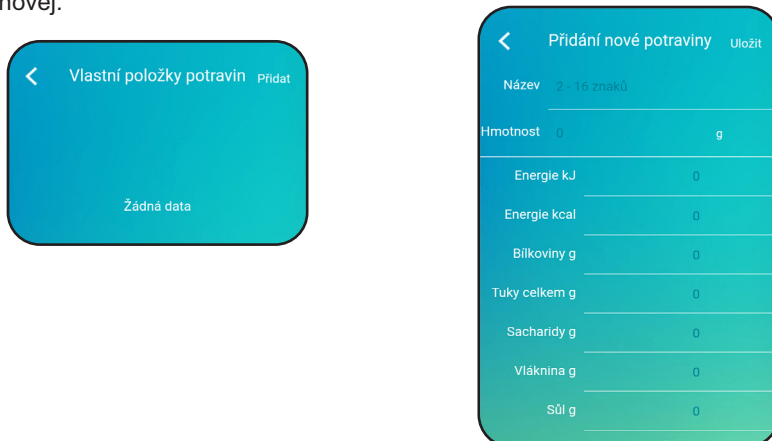 Vlastní položky potravin Přidat
Žádná data
Přidání nové potraviny Uložit
Název 2 - 16 znaků
Hmotnost 0 g
Energie kJ 0
Energie kcal 0
Bílkoviny g 0
Tuky celkem g 0
Sacharidy g 0
Vláknina g 0
Sůl g 0